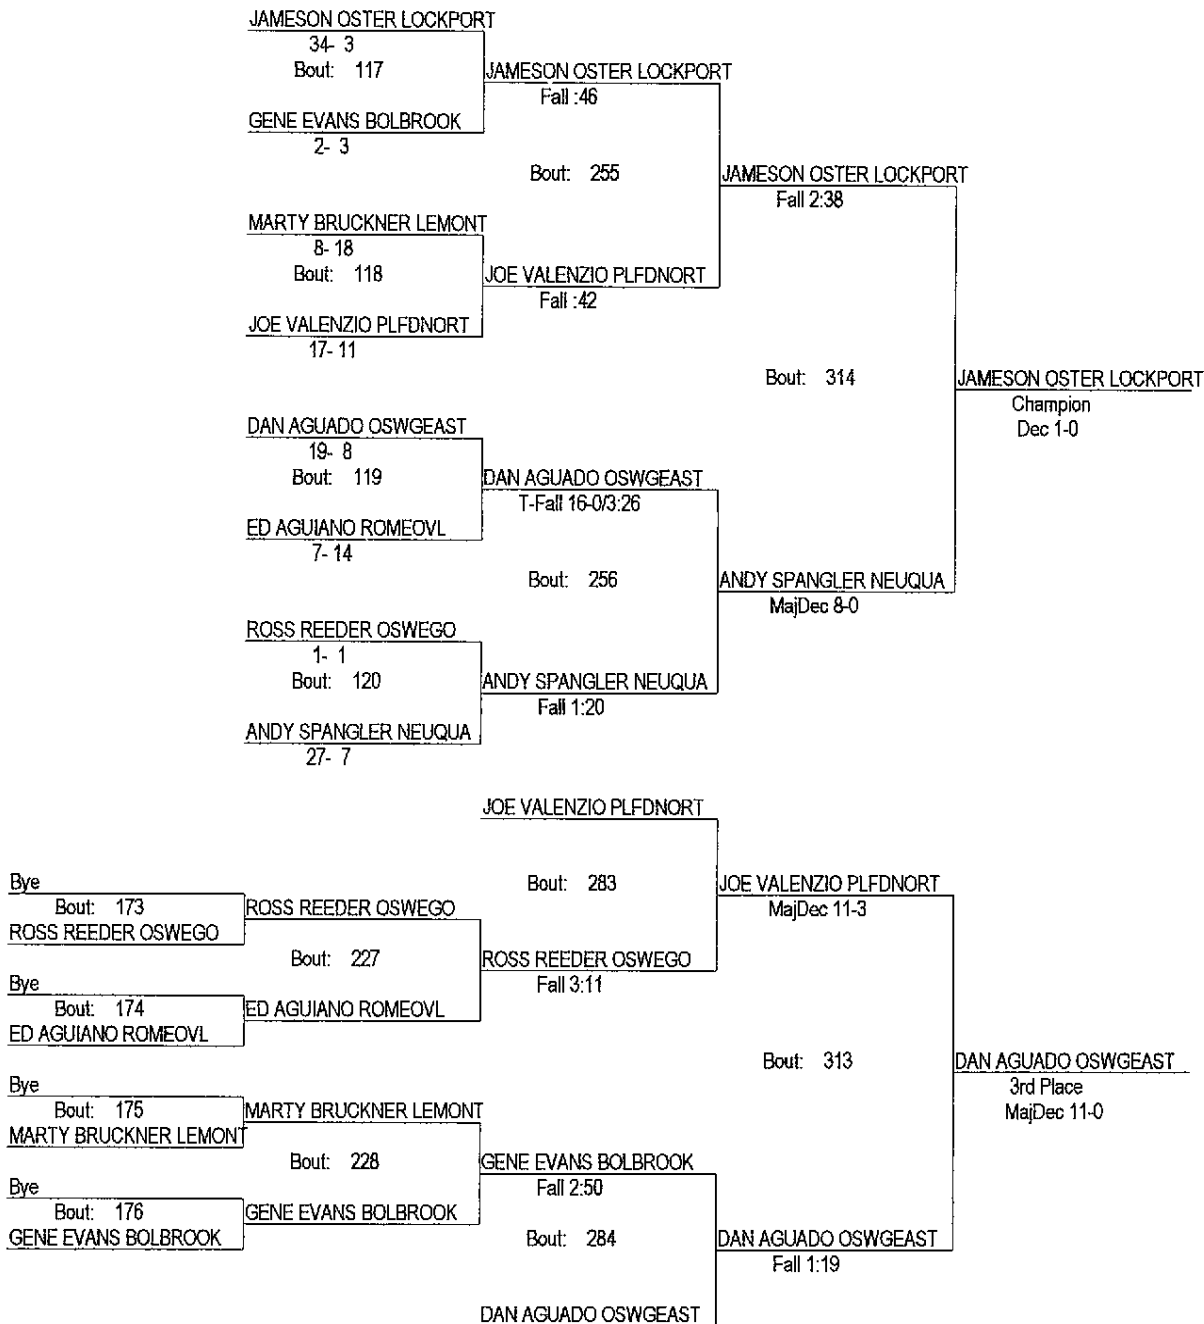 JAMESON OSTER LOCKPORT
34- 3
Bout: 117
JAMESON OSTER LOCKPORT
Fall :46
GENE EVANS BOLBROOK
2- 3
Bout: 255
JAMESON OSTER LOCKPORT
Fall 2:38
MARTY BRUCKNER LEMONT
8- 18
Bout: 118
JOE VALENZIO PLFDNORT
Fall :42
JOE VALENZIO PLFDNORT
17- 11
Bout: 314
JAMESON OSTER LOCKPORT
Champion
Dec 1-0
DAN AGUADO OSWGEAST
19- 8
Bout: 119
DAN AGUADO OSWGEAST
T-Fall 16-0/3:26
ED AGUIANO ROMEOVL
7- 14
Bout: 256
ANDY SPANGLER NEUQUA
MajDec 8-0
ROSS REEDER OSWEGO
1- 1
Bout: 120
ANDY SPANGLER NEUQUA
Fall 1:20
ANDY SPANGLER NEUQUA
27- 7
JOE VALENZIO PLFDNORT
Bout: 283
JOE VALENZIO PLFDNORT
MajDec 11-3
Bye
Bout: 173
ROSS REEDER OSWEGO
ROSS REEDER OSWEGO
Bout: 227
ROSS REEDER OSWEGO
Fall 3:11
Bye
Bout: 174
ED AGUIANO ROMEOVL
ED AGUIANO ROMEOVL
Bout: 313
DAN AGUADO OSWGEAST
3rd Place
MajDec 11-0
Bye
Bout: 175
MARTY BRUCKNER LEMONT
MARTY BRUCKNER LEMONT
Bout: 228
GENE EVANS BOLBROOK
Fall 2:50
Bye
Bout: 176
GENE EVANS BOLBROOK
GENE EVANS BOLBROOK
Bout: 284
DAN AGUADO OSWGEAST
Fall 1:19
DAN AGUADO OSWGEAST